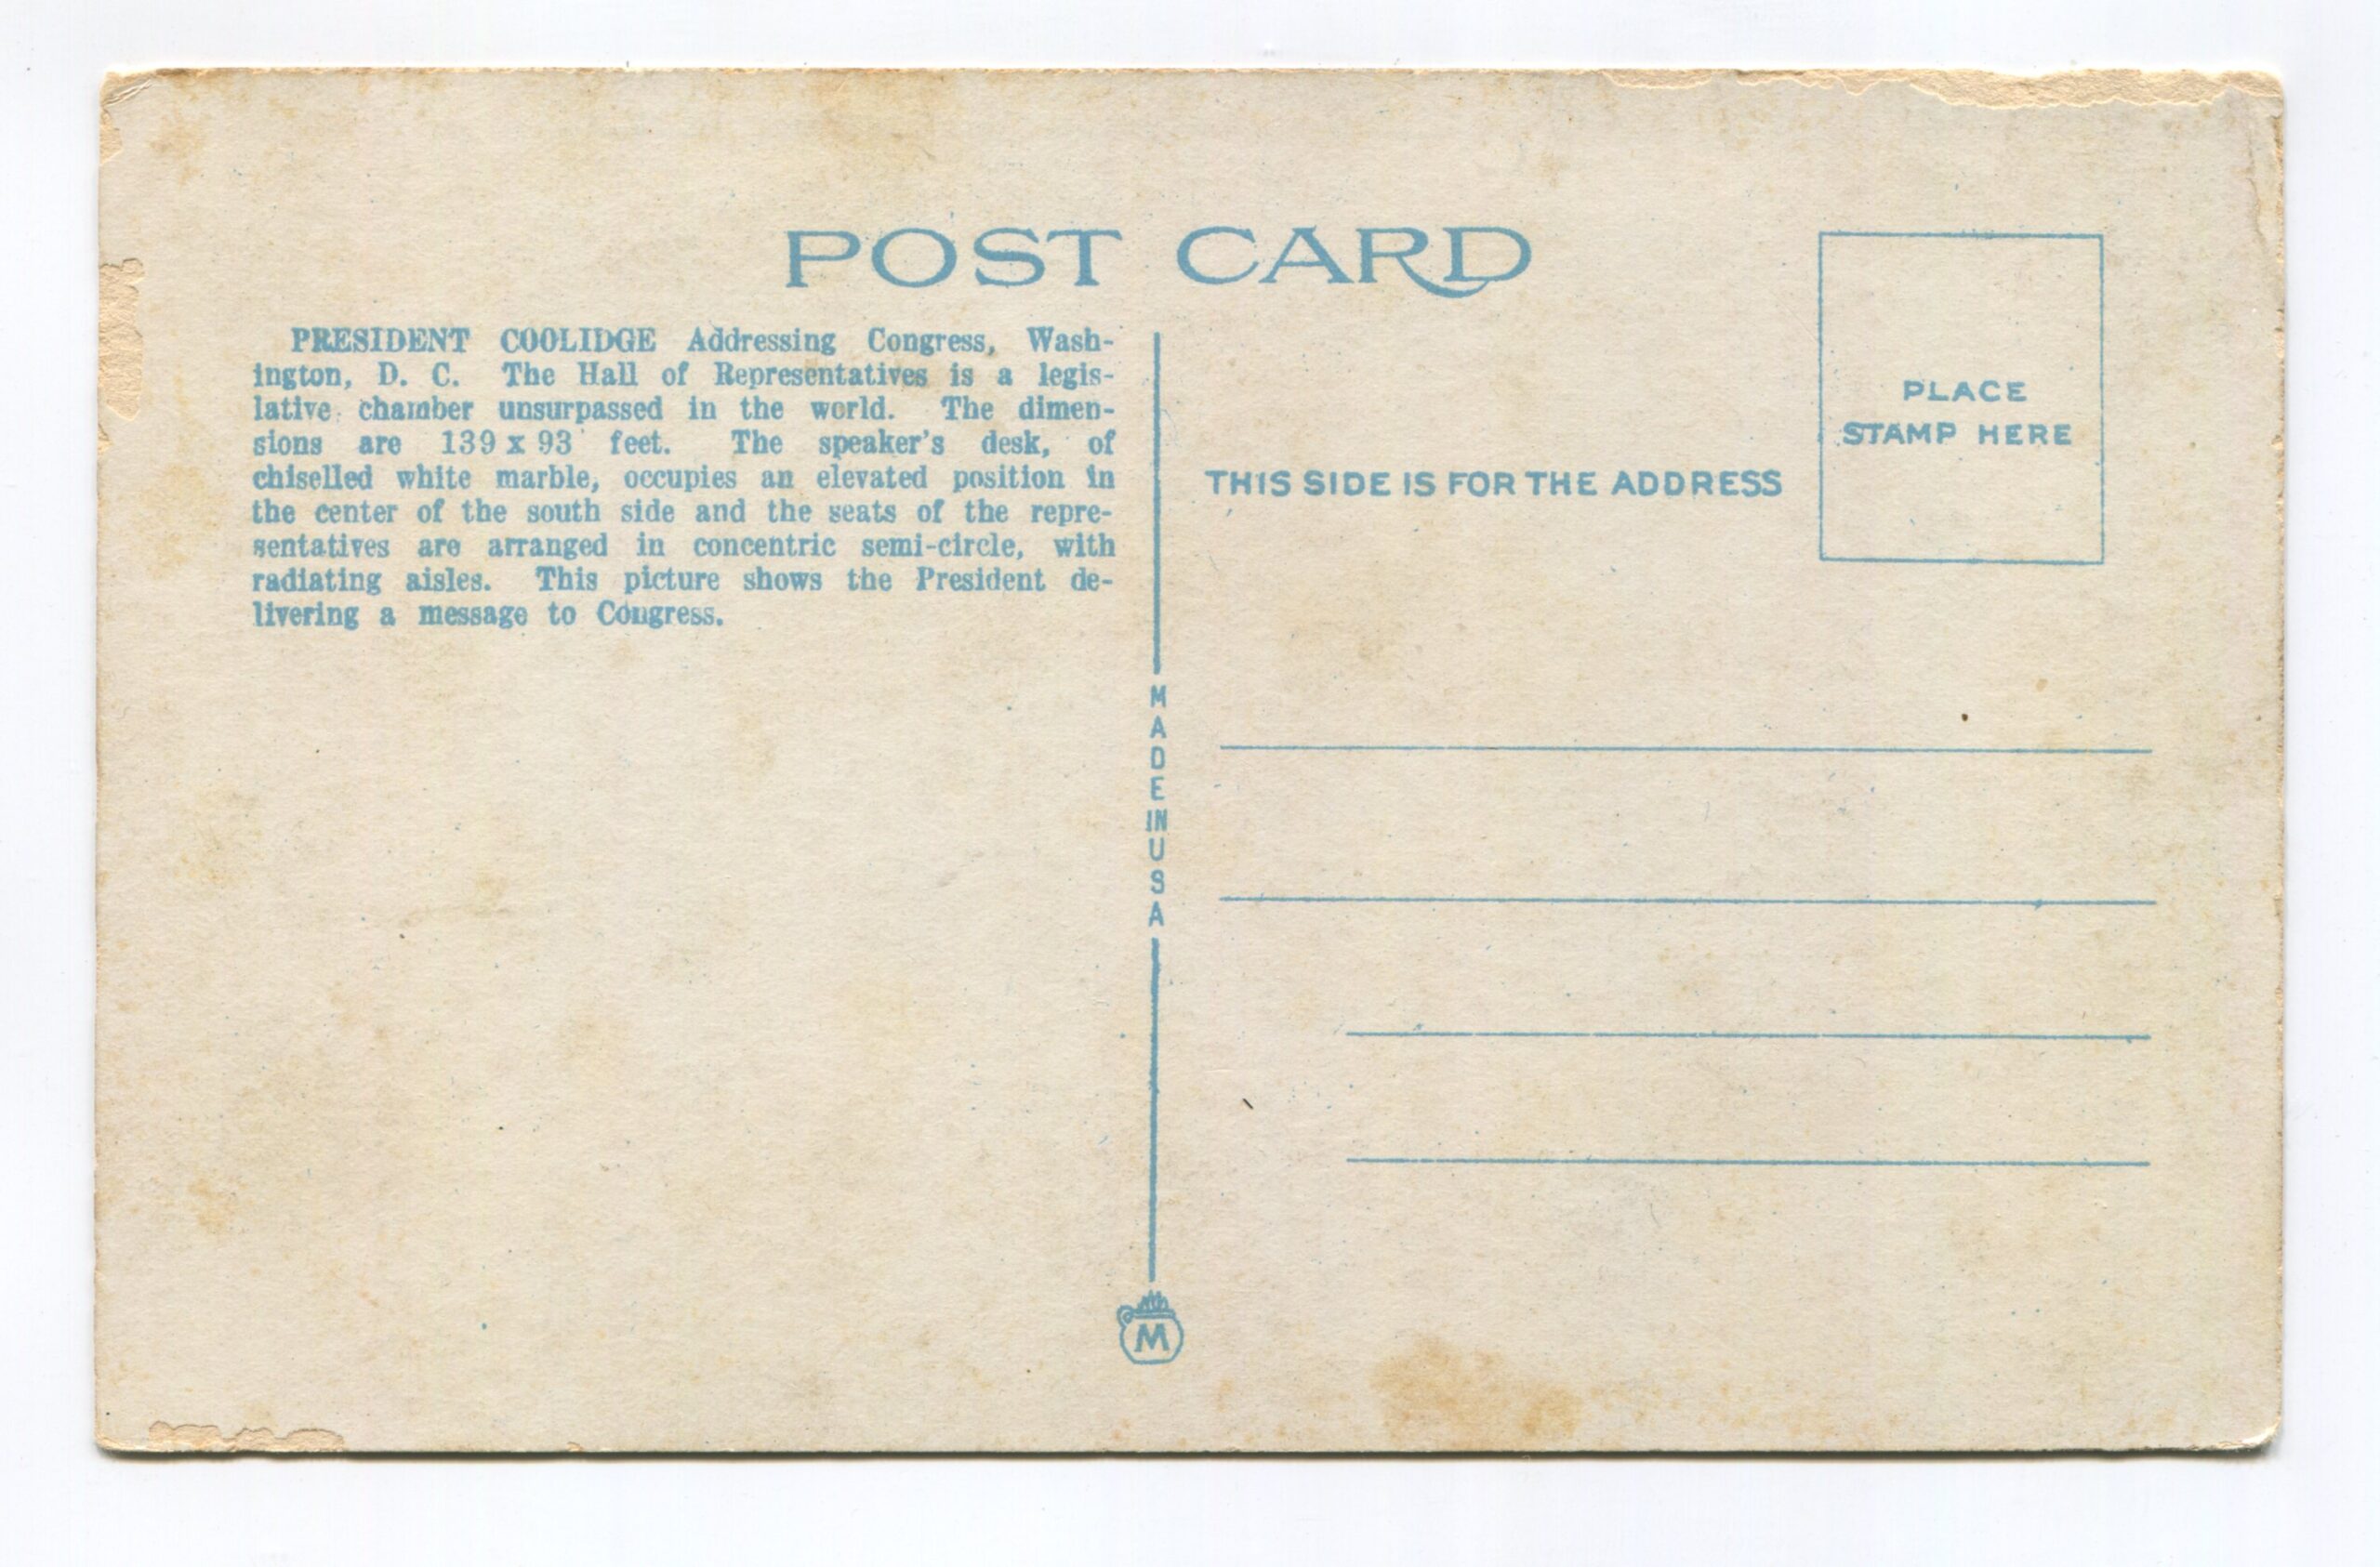 POST CARD
PRESIDENT COOLIDGE Addressing Congress, Wash-
ington, D. C. The Hall of Representatives is a legis-
lative chamber unsurpassed in the world. The dimen-
sions are 139 x 93 feet. The speaker's desk, of
chiselled white marble, occupies an elevated position in
the center of the south side and the seats of the repre-
sentatives are arranged in concentric semi-circle, with
radiating aisles. This picture shows the President de-
livering a message to Congress.
THIS SIDE IS FOR THE ADDRESS
PLACE
STAMP HERE
MADE IN USA
M